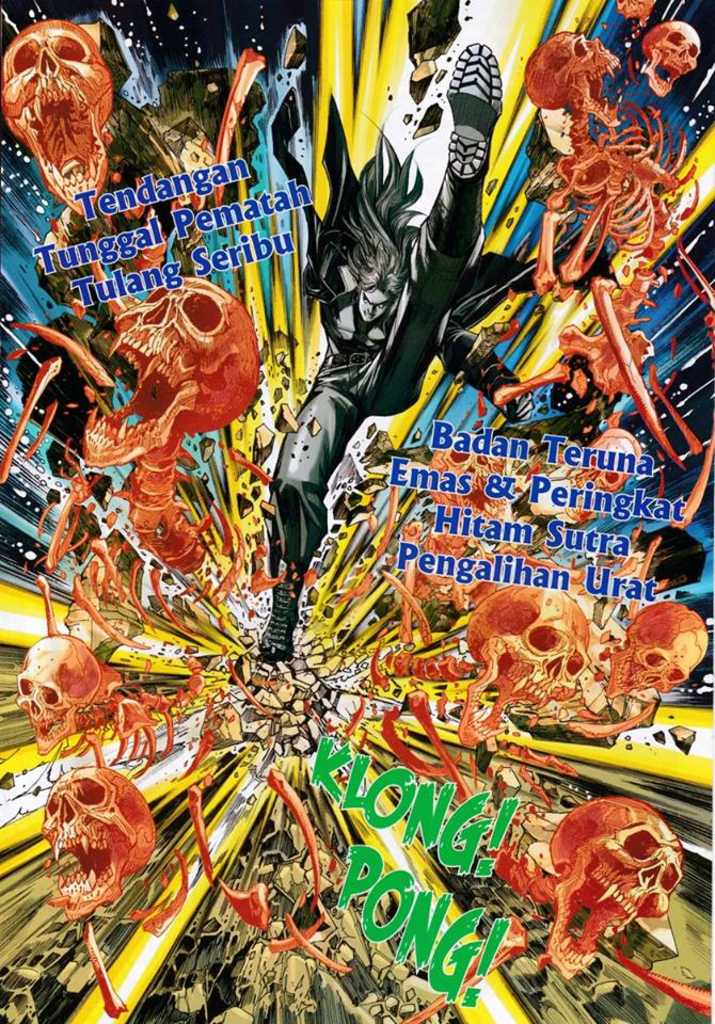 Tendangan
Tunggal Pematah
Tulang Seribu
Badan Teruna
Emas & Peringkat
Hitam Sutra
Pengalihan Urat
KLONG!
PONG!